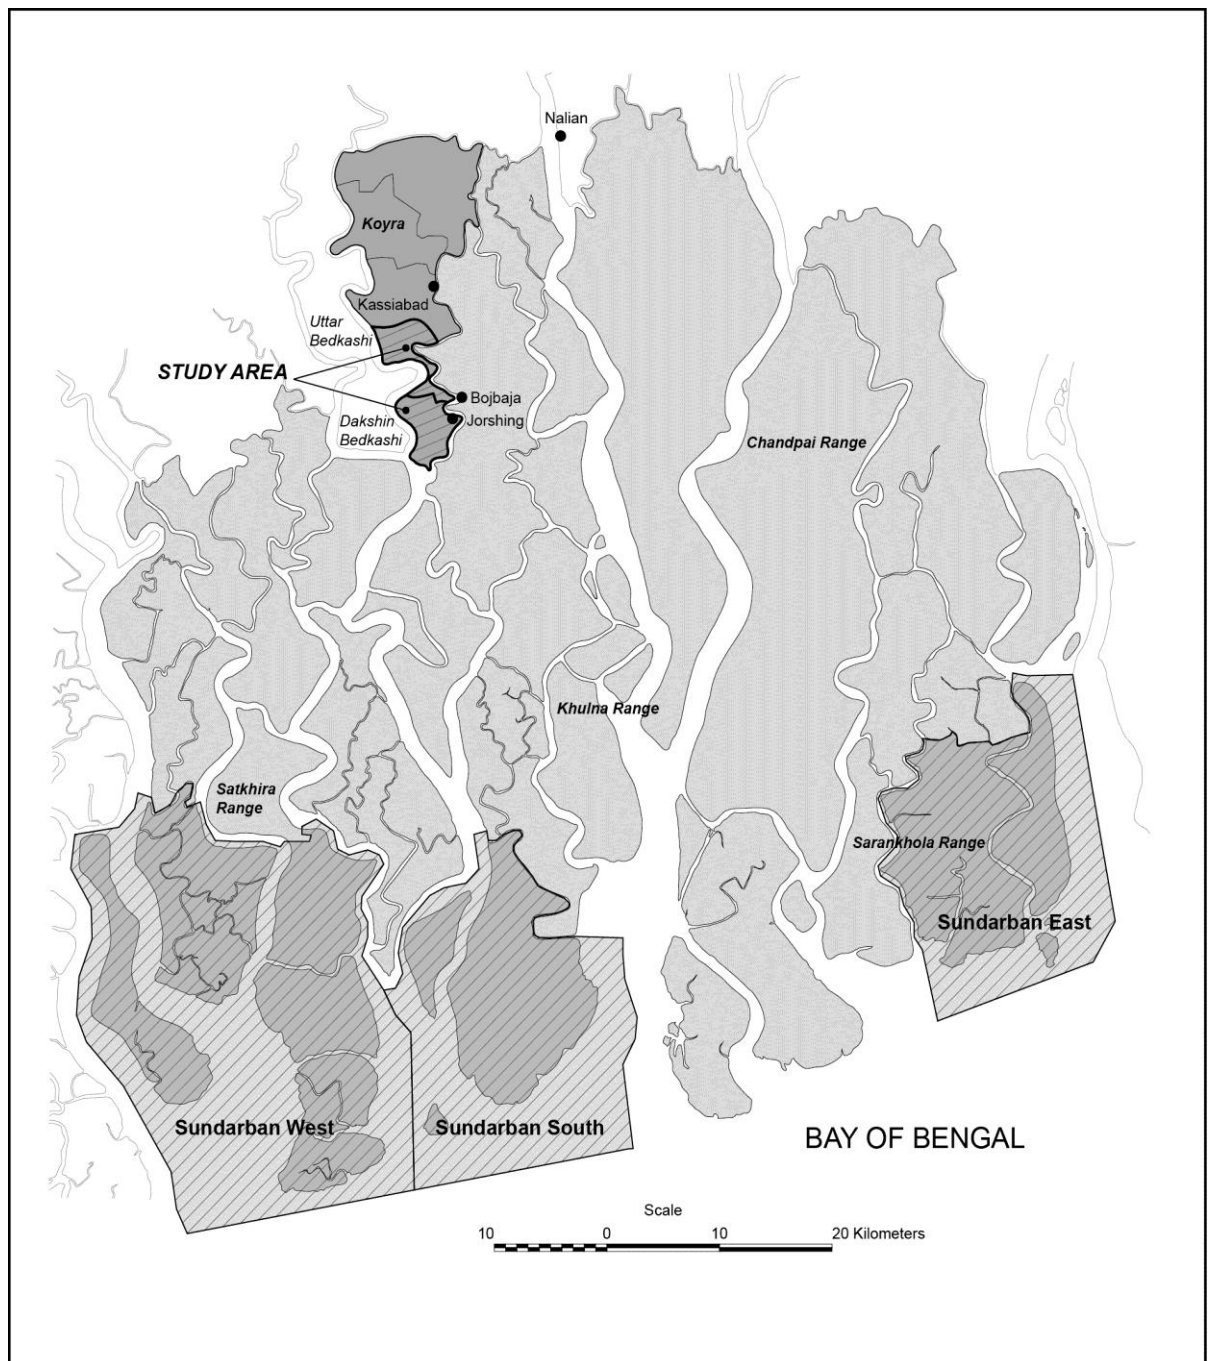 Nalian
Koyra
Kassiabad
Uttar
Bedkashi
STUDY AREA
Bojbaja
Dakshin
Bedkashi
Jorshing
Chandpai Range
Khulna Range
Satkhira
Range
Sarankhola Range
Sundarban East
Sundarban West
Sundarban South
BAY OF BENGAL
Scale
10 0 10 20 Kilometers